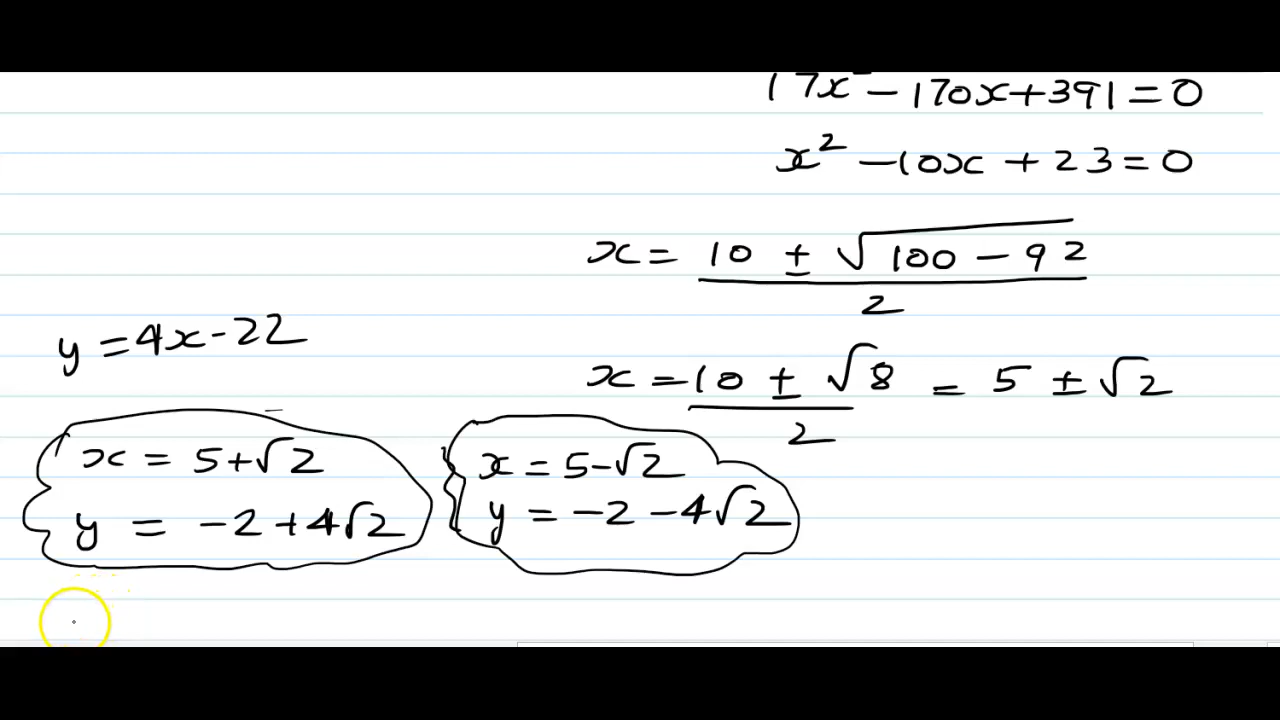 17x² - 170x + 391 = 0
x² - 10x + 23 = 0
x = 10 ± √100 - 92
2
y = 4x - 22
x = 10 ± √8 = 5 ± √2
2
x = 5 + √2
y = -2 + 4√2
x = 5 - √2
y = -2 - 4√2